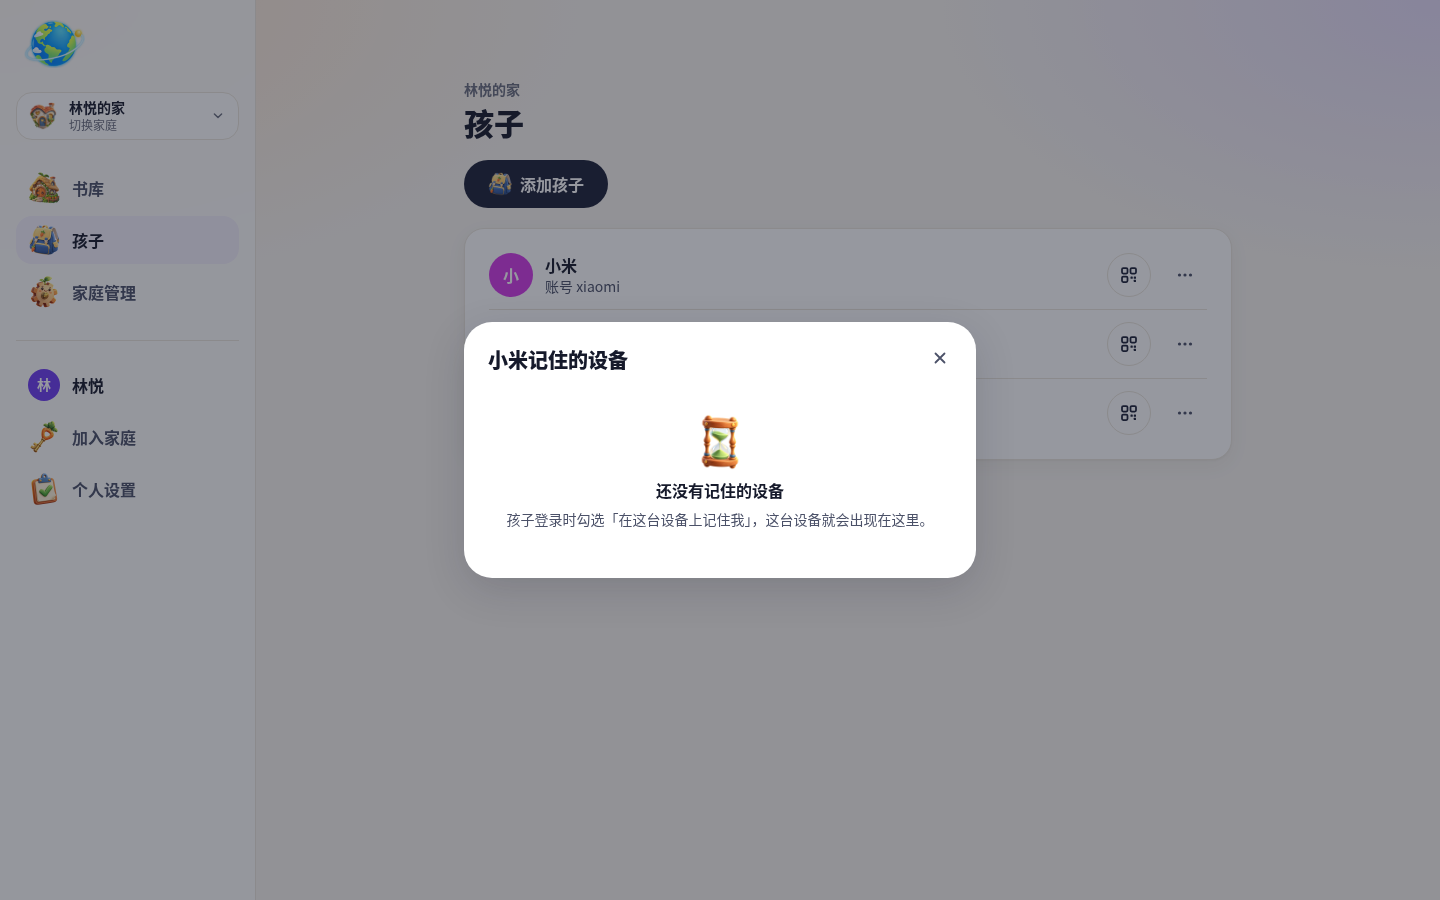 林悦的家
切换家庭
书库
孩子
家庭管理
林
林悦
加入家庭
个人设置
林悦的家
孩子
添加孩子
小
小米
账号 xiaomi
小米记住的设备
还没有记住的设备
孩子登录时勾选「在这台设备上记住我」，这台设备就会出现在这里。